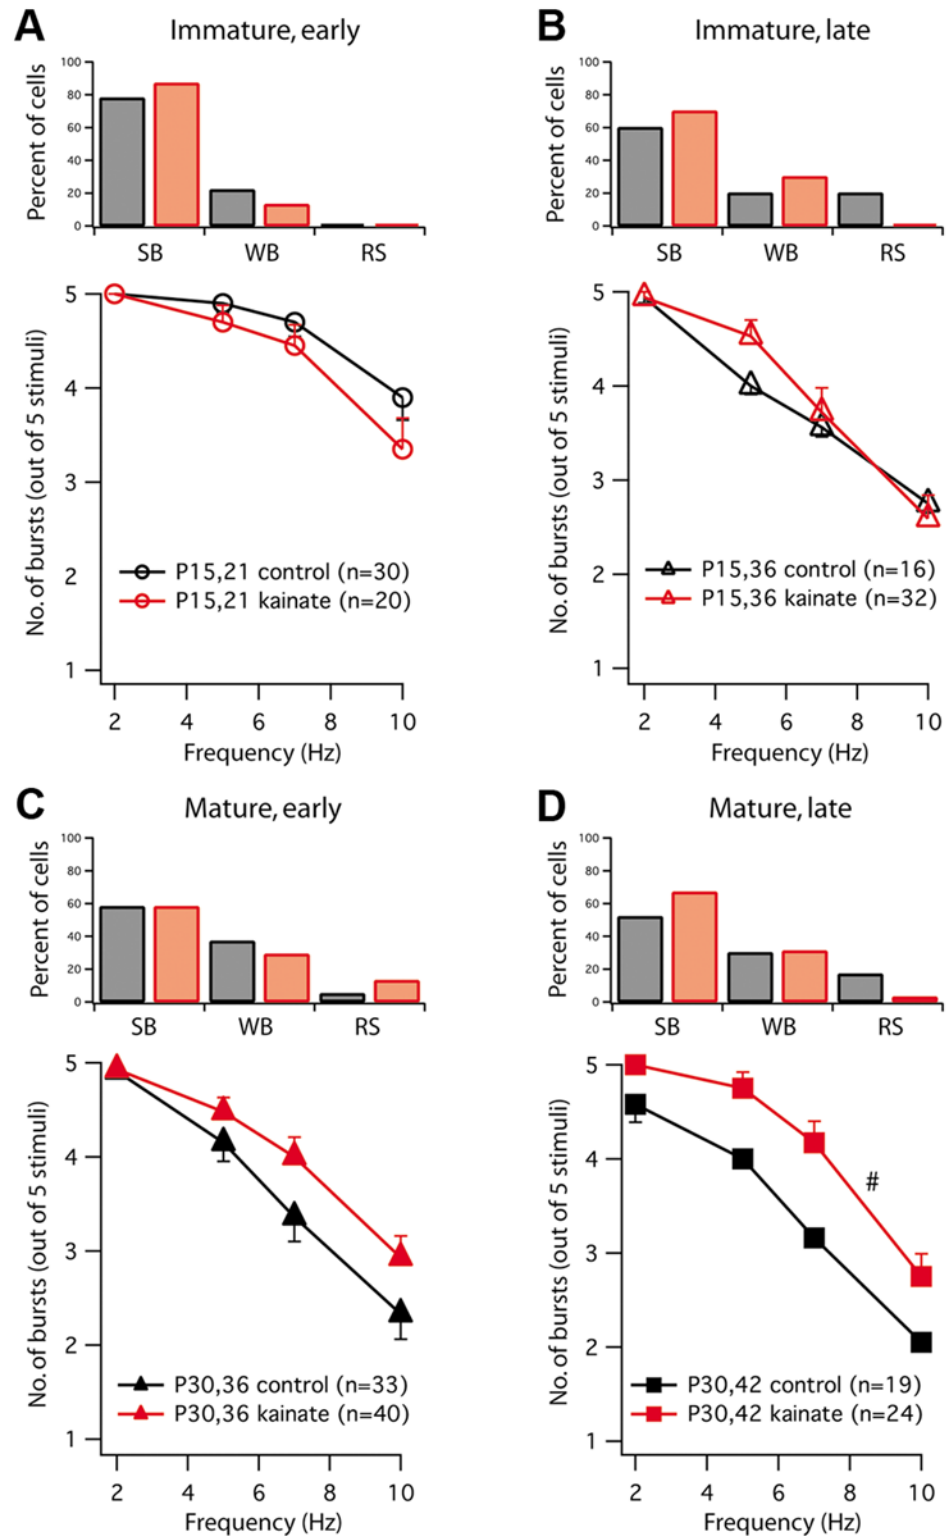 A
Immature, early
Percent of cells
100
80
60
40
20
0
SB WB RS
No. of bursts (out of 5 stimuli)
5
4
3
2
1
P15,21 control (n=30)
P15,21 kainate (n=20)
2 4 6 8 10
Frequency (Hz)
B
Immature, late
Percent of cells
100
80
60
40
20
0
SB WB RS
No. of bursts (out of 5 stimuli)
5
4
3
2
1
P15,36 control (n=16)
P15,36 kainate (n=32)
2 4 6 8 10
Frequency (Hz)
C
Mature, early
Percent of cells
100
80
60
40
20
0
SB WB RS
No. of bursts (out of 5 stimuli)
5
4
3
2
1
P30,36 control (n=33)
P30,36 kainate (n=40)
2 4 6 8 10
Frequency (Hz)
D
Mature, late
Percent of cells
100
80
60
40
20
0
SB WB RS
No. of bursts (out of 5 stimuli)
5
4
3
2
1
#
P30,42 control (n=19)
P30,42 kainate (n=24)
2 4 6 8 10
Frequency (Hz)